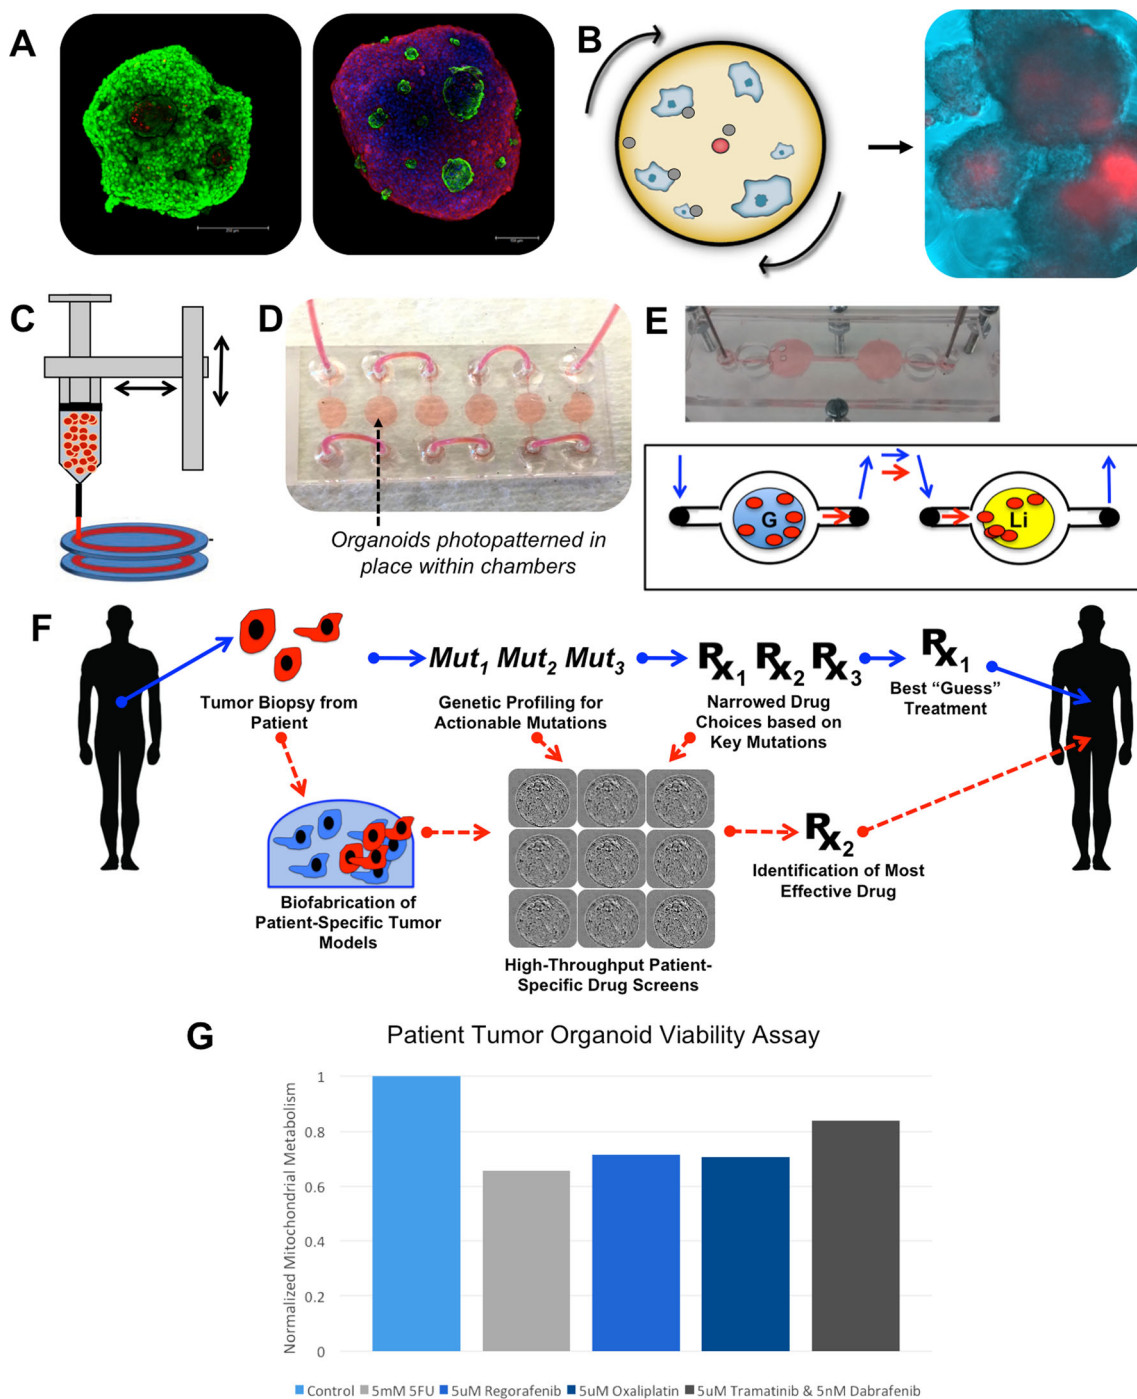 A
B
C
D
E
Organoids photopatterned in
place within chambers
G
Li
F
Mut1 Mut2 Mut3
Rx1 Rx2 Rx3
Rx1
Tumor Biopsy from
Patient
Genetic Profiling for
Actionable Mutations
Narrowed Drug
Choices based on
Key Mutations
Best “Guess”
Treatment
Biofabrication of
Patient-Specific Tumor
Models
High-Throughput Patient-
Specific Drug Screens
Rx2
Identification of Most
Effective Drug
G
Patient Tumor Organoid Viability Assay
Normalized Mitochondrial Metabolism
1
0.8
0.6
0.4
0.2
0
Control 5mM 5FU 5uM Regorafenib 5uM Oxaliplatin 5uM Tramatinib & 5nM Dabrafenib